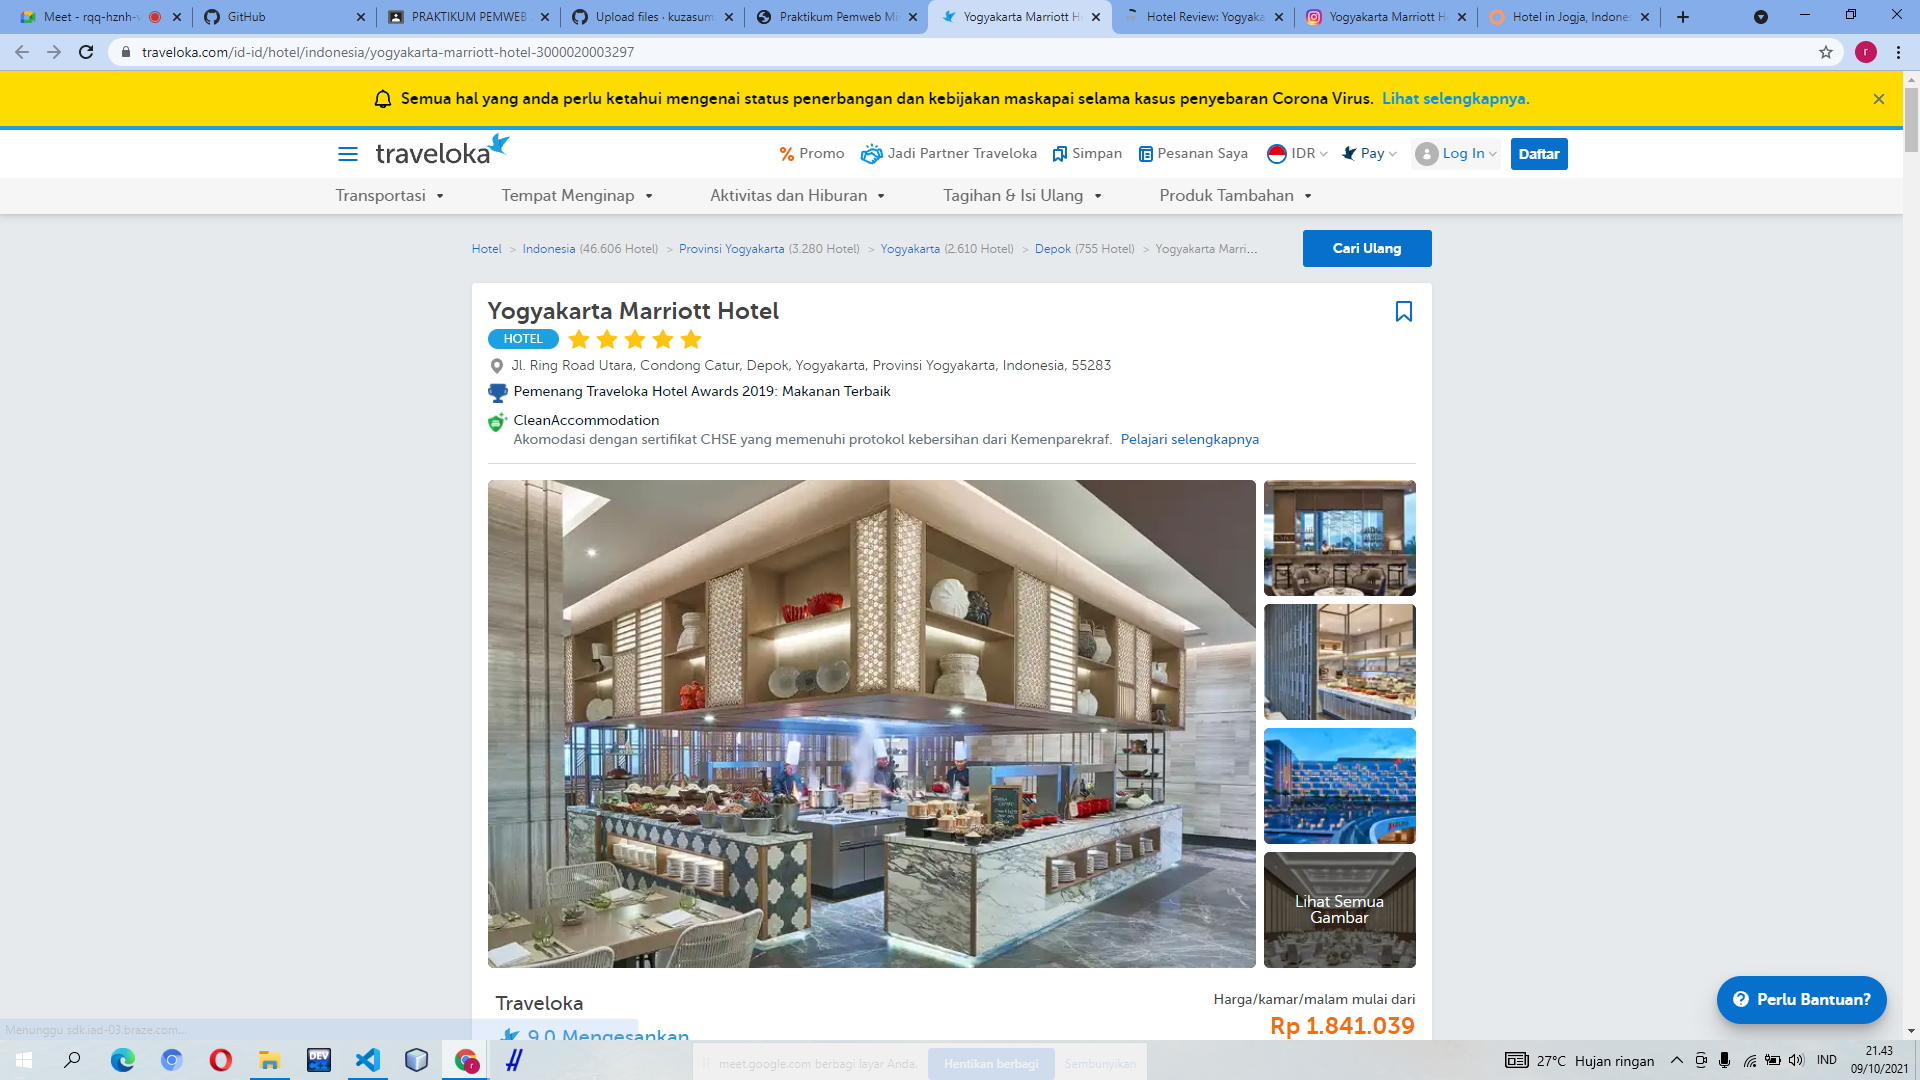 Meet - rqq-hznh-
GitHub
PRAKTIKUM PEMWEB
Upload files · kuzasum
Praktikum Pemweb Mi
Yogyakarta Marriott H
Hotel Review: Yogyaka
Yogyakarta Marriott H
Hotel in Jogja, Indones
traveloka.com/id-id/hotel/indonesia/yogyakarta-marriott-hotel-3000020003297
r
Semua hal yang anda perlu ketahui mengenai status penerbangan dan kebijakan maskapai selama kasus penyebaran Corona Virus. Lihat selengkapnya.
traveloka
Promo
Jadi Partner Traveloka
Simpan
Pesanan Saya
IDR
Pay
Log In
Daftar
Transportasi
Tempat Menginap
Aktivitas dan Hiburan
Tagihan & Isi Ulang
Produk Tambahan
Hotel > Indonesia (46.606 Hotel) > Provinsi Yogyakarta (3.280 Hotel) > Yogyakarta (2.610 Hotel) > Depok (755 Hotel) > Yogyakarta Marri...
Cari Ulang
Yogyakarta Marriott Hotel
HOTEL
Jl. Ring Road Utara, Condong Catur, Depok, Yogyakarta, Provinsi Yogyakarta, Indonesia, 55283
Pemenang Traveloka Hotel Awards 2019: Makanan Terbaik
CleanAccommodation
Akomodasi dengan sertifikat CHSE yang memenuhi protokol kebersihan dari Kemenparekraf. Pelajari selengkapnya
Lihat Semua
Gambar
Traveloka
9,0 Mengesankan
Harga/kamar/malam mulai dari
Rp 1.841.039
Perlu Bantuan?
Menunggu sdk.iad-03.braze.com...
DEV
meet.google.com berbagi layar Anda.
Hentikan berbagi
Sembunyikan
27°C Hujan ringan
IND
21.43
09/10/2021